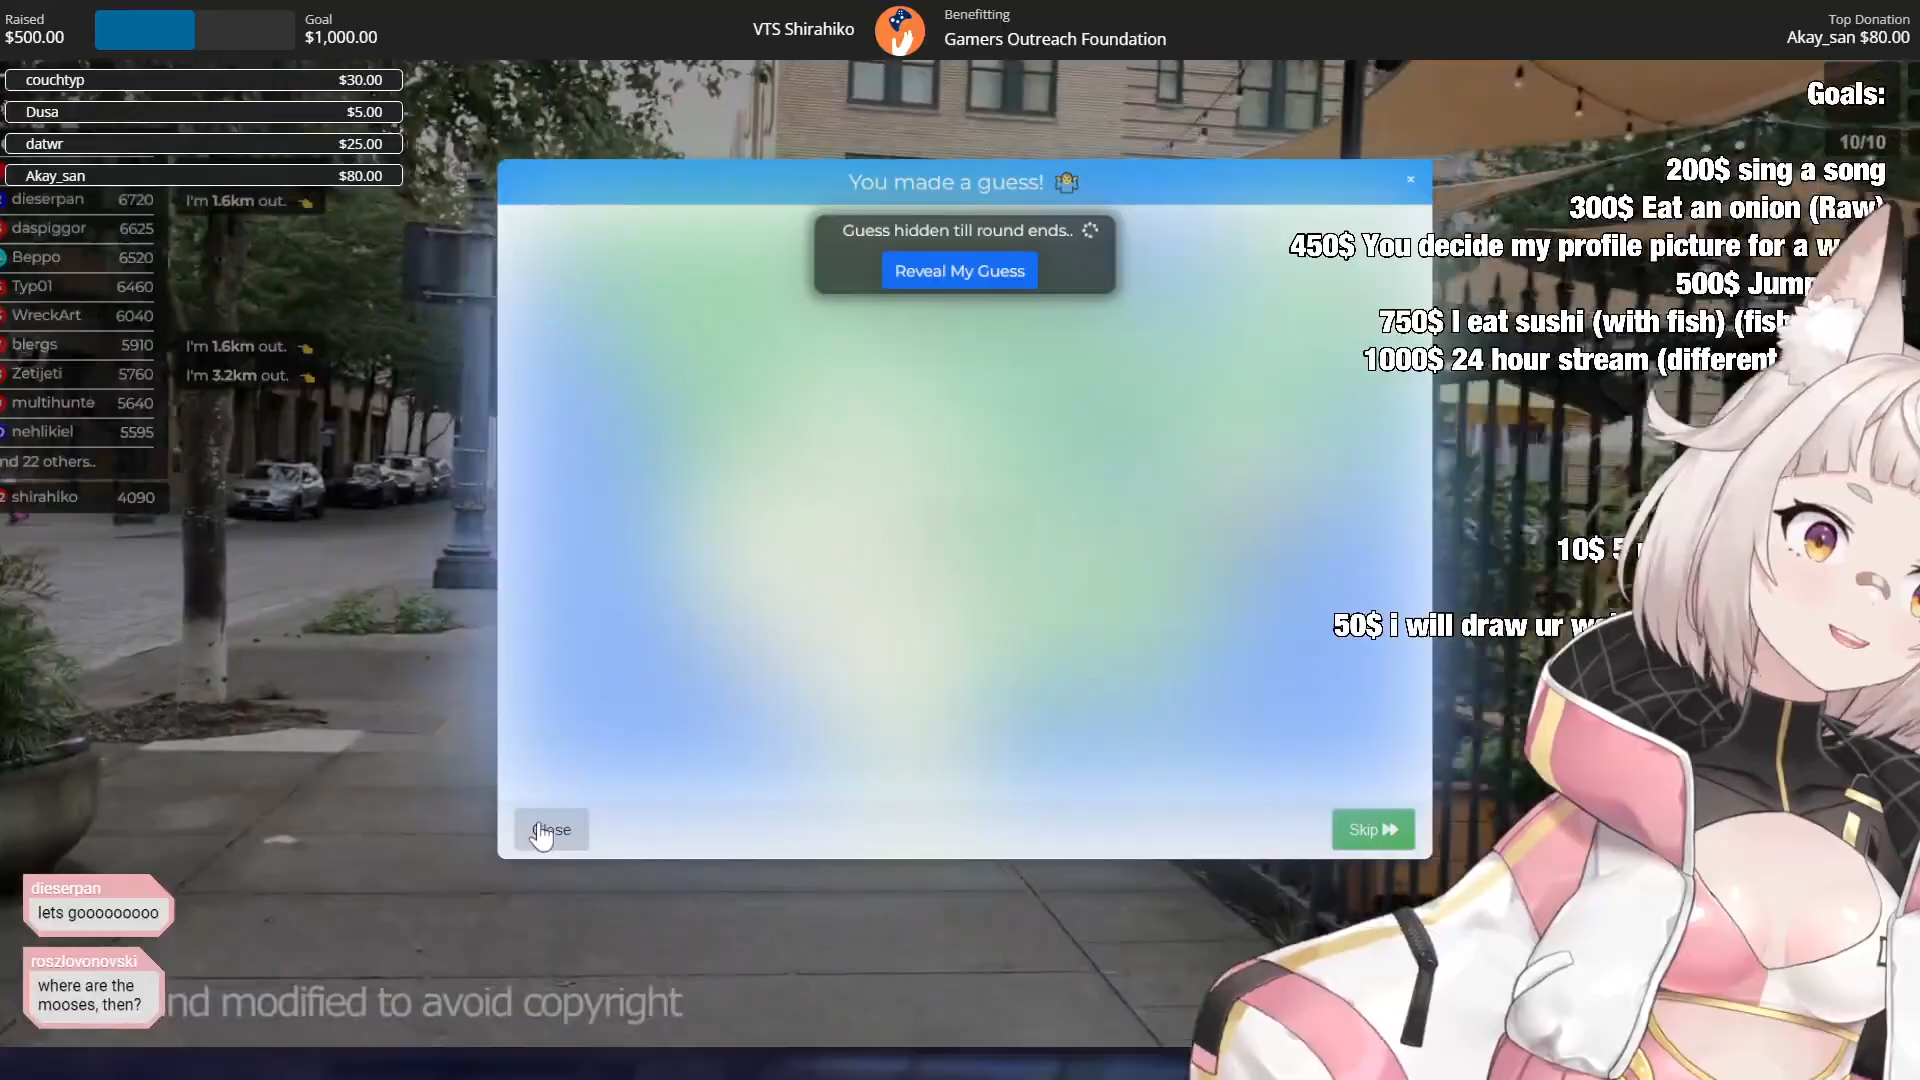 Raised
$500.00
Goal
$1,000.00
VTS Shirahiko
Benefitting
Gamers Outreach Foundation
Top Donation
Akay_san $80.00
couchtyp $30.00
Dusa $5.00
datwr $25.00
Akay_san $80.00
dieserpan 6720 I'm 1.6km out.
daspiggor 6625
Beppo 6520
Typ01 6460
WreckArt 6040
blergs 5910 I'm 1.6km out.
Zetijeti 5760 I'm 3.2km out.
multihunte 5640
nehlikiel 5595
nd 22 others..
2 shirahiko 4090
You made a guess!
×
Guess hidden till round ends..
Reveal My Guess
Close
Skip
Goals:
10/10
200$ sing a song
300$ Eat an onion (Raw)
450$ You decide my profile picture for a w
500$ Jump
750$ I eat sushi (with fish) (fish
1000$ 24 hour stream (different
10$ 5
50$ i will draw ur
dieserpan
lets gooooooooo
roszlovonovski
where are the
mooses, then?
nd modified to avoid copyright